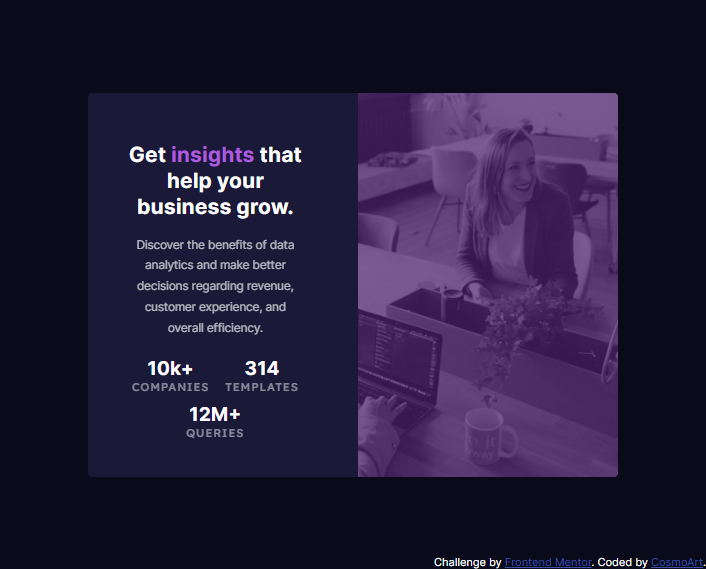 Get insights that
help your
business grow.
Discover the benefits of data
analytics and make better
decisions regarding revenue,
customer experience, and
overall efficiency.
10k+ 314
COMPANIES TEMPLATES
12M+
QUERIES
Challenge by Frontend Mentor. Coded by CosmoArt.